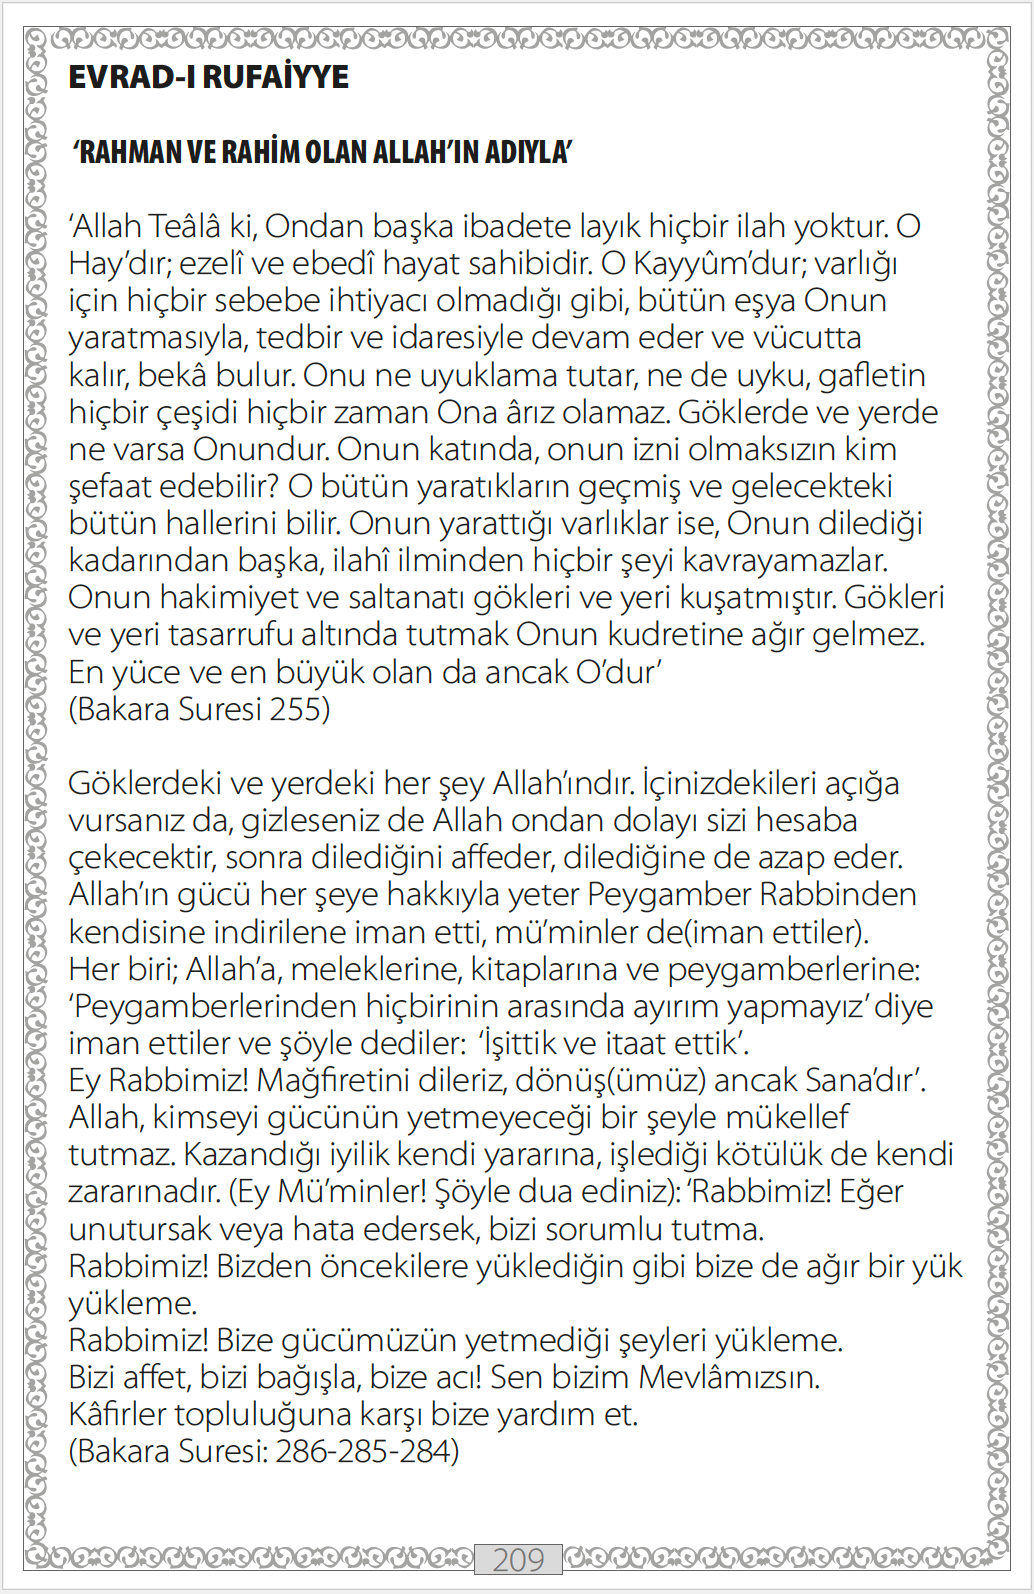 EVRAD-I RUFAİYYE
‘RAHMAN VE RAHİM OLAN ALLAH’IN ADIYLA’
‘Allah Teâlâ ki, Ondan başka ibadete layık hiçbir ilah yoktur. O
Hay’dır; ezelî ve ebedî hayat sahibidir. O Kayyûm’dur; varlığı
için hiçbir sebebe ihtiyacı olmadığı gibi, bütün eşya Onun
yaratmasıyla, tedbir ve idaresiyle devam eder ve vücutta
kalır, bekâ bulur. Onu ne uyuklama tutar, ne de uyku, gafletin
hiçbir çeşidi hiçbir zaman Ona ârız olamaz. Göklerde ve yerde
ne varsa Onundur. Onun katında, onun izni olmaksızın kim
şefaat edebilir? O bütün yaratıkların geçmiş ve gelecekteki
bütün hallerini bilir. Onun yarattığı varlıklar ise, Onun dilediği
kadarından başka, ilahî ilminden hiçbir şeyi kavrayamazlar.
Onun hakimiyet ve saltanatı gökleri ve yeri kuşatmıştır. Gökleri
ve yeri tasarrufu altında tutmak Onun kudretine ağır gelmez.
En yüce ve en büyük olan da ancak O’dur’
(Bakara Suresi 255)
Göklerdeki ve yerdeki her şey Allah’ındır. İçinizdekileri açığa
vursanız da, gizleseniz de Allah ondan dolayı sizi hesaba
çekecektir, sonra dilediğini affeder, dilediğine de azap eder.
Allah’ın gücü her şeye hakkıyla yeter Peygamber Rabbinden
kendisine indirilene iman etti, mü’minler de(iman ettiler).
Her biri; Allah’a, meleklerine, kitaplarına ve peygamberlerine:
‘Peygamberlerinden hiçbirinin arasında ayırım yapmayız’ diye
iman ettiler ve şöyle dediler:  ‘İşittik ve itaat ettik’.
Ey Rabbimiz! Mağfiretini dileriz, dönüş(ümüz) ancak Sana’dır’.
Allah, kimseyi gücünün yetmeyeceği bir şeyle mükellef
tutmaz. Kazandığı iyilik kendi yararına, işlediği kötülük de kendi
zararınadır. (Ey Mü’minler! Şöyle dua ediniz): ‘Rabbimiz! Eğer
unutursak veya hata edersek, bizi sorumlu tutma.
Rabbimiz! Bizden öncekilere yüklediğin gibi bize de ağır bir yük
yükleme.
Rabbimiz! Bize gücümüzün yetmediği şeyleri yükleme.
Bizi affet, bizi bağışla, bize acı! Sen bizim Mevlâmızsın.
Kâfirler topluluğuna karşı bize yardım et.
(Bakara Suresi: 286-285-284)
209